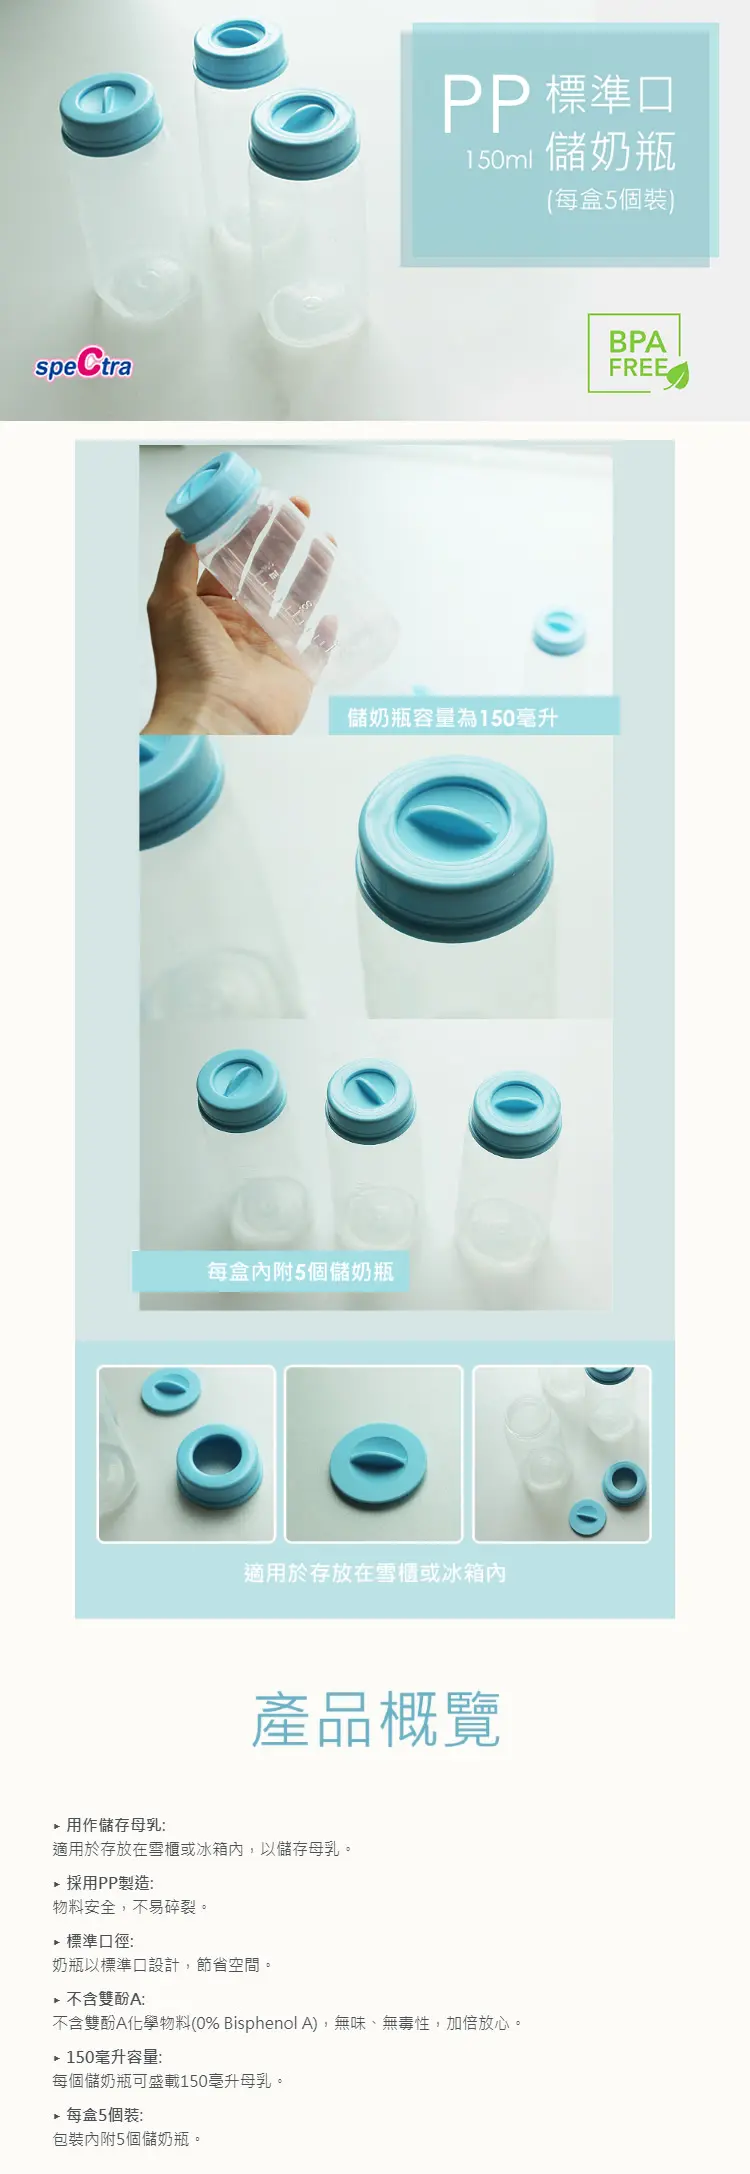 PP 標準口
150ml 儲奶瓶
(每盒5個裝)
speCtra
BPA
FREE
儲奶瓶容量為150毫升
每盒內附5個儲奶瓶
適用於存放在雪櫃或冰箱內
產品概覽
▸ 用作儲存母乳:
適用於存放在雪櫃或冰箱內，以儲存母乳。
▸ 採用PP製造:
物料安全，不易碎裂。
▸ 標準口徑:
奶瓶以標準口設計，節省空間。
▸ 不含雙酚A:
不含雙酚A化學物料(0% Bisphenol A)，無味、無毒性，加倍放心。
▸ 150毫升容量:
每個儲奶瓶可盛載150毫升母乳。
▸ 每盒5個裝:
包裝內附5個儲奶瓶。